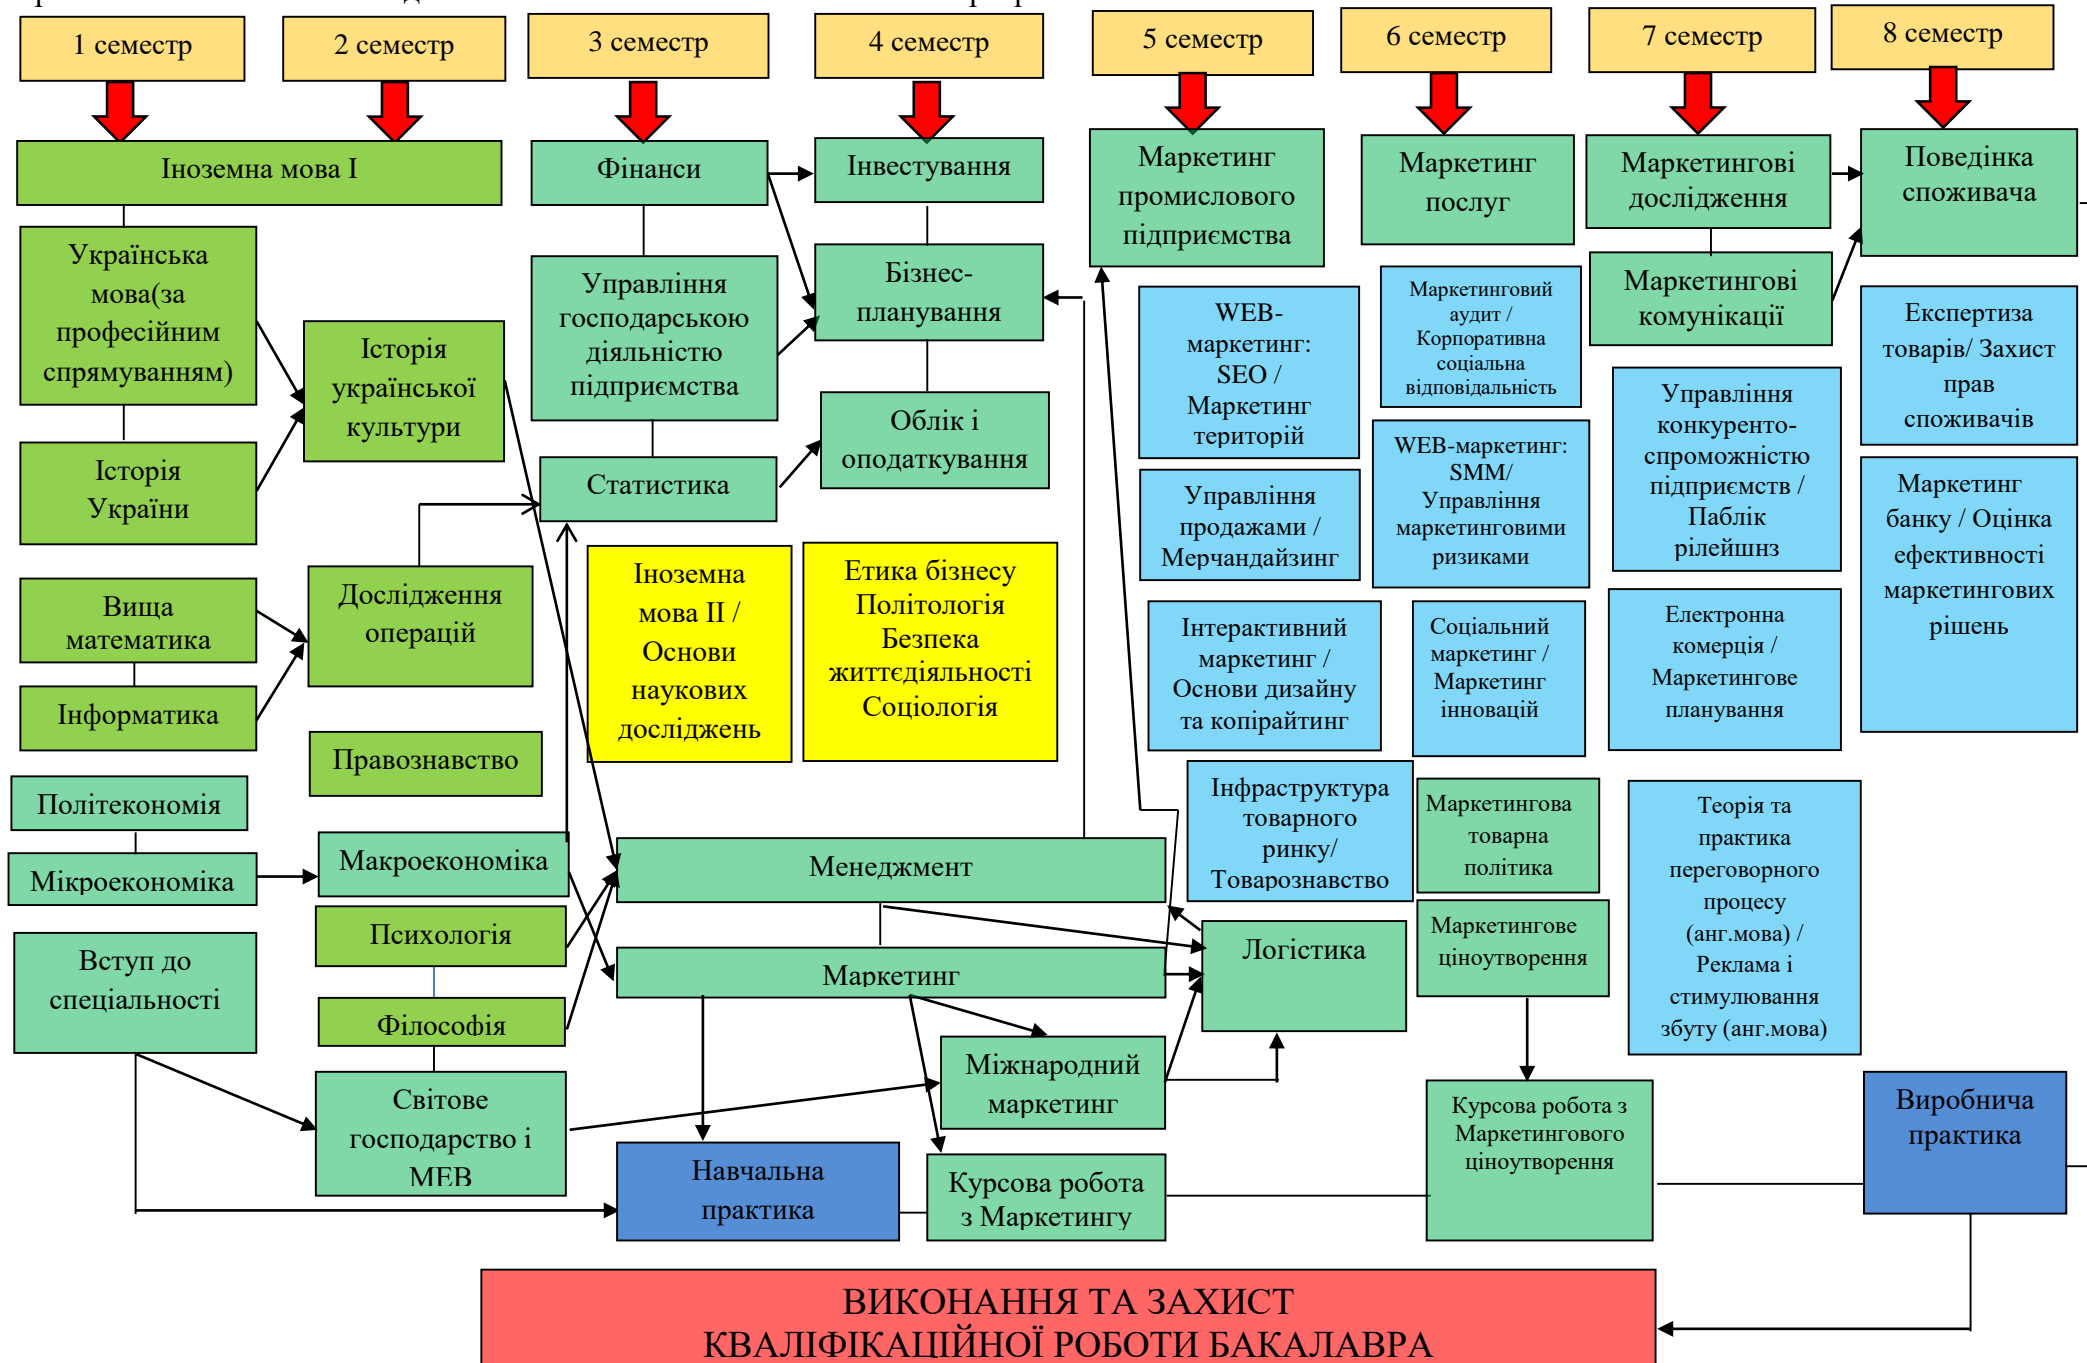 1 семестр
2 семестр
3 семестр
4 семестр
5 семестр
6 семестр
7 семестр
8 семестр
Іноземна мова І
Українська
мова(за
професійним
спрямуванням)
Історія
України
Вища
математика
Інформатика
Політекономія
Мікроекономіка
Вступ до
спеціальності
Історія
української
культури
Дослідження
операцій
Правознавство
Макроекономіка
Психологія
Філософія
Світове
господарство і
МЕВ
Фінанси
Управління
господарською
діяльністю
підприємства
Статистика
Іноземна
мова ІІ /
Основи
наукових
досліджень
Інвестування
Бізнес-
планування
Облік і
оподаткування
Етика бізнесу
Політологія
Безпека
життєдіяльності
Соціологія
Менеджмент
Маркетинг
Міжнародний
маркетинг
Навчальна
практика
Курсова робота
з Маркетингу
Маркетинг
промислового
підприємства
WEB-
маркетинг:
SEO /
Маркетинг
територій
Управління
продажами /
Мерчандайзинг
Інтерактивний
маркетинг /
Основи дизайну
та копірайтинг
Інфраструктура
товарного
ринку/
Товарознавство
Логістика
Маркетинг
послуг
Маркетинговий
аудит /
Корпоративна
соціальна
відповідальність
WEB-маркетинг:
SMM/
Управління
маркетинговими
ризиками
Соціальний
маркетинг /
Маркетинг
інновацій
Маркетингова
товарна
політика
Маркетингове
ціноутворення
Курсова робота з
Маркетингового
ціноутворення
Маркетингові
дослідження
Маркетингові
комунікації
Управління
конкуренто-
спроможністю
підприємств /
Паблік
рілейшнз
Електронна
комерція /
Маркетингове
планування
Теорія та
практика
переговорного
процесу
(анг.мова) /
Реклама і
стимулювання
збуту (анг.мова)
Поведінка
споживача
Експертиза
товарів/ Захист
прав
споживачів
Маркетинг
банку / Оцінка
ефективності
маркетингових
рішень
Виробнича
практика
ВИКОНАННЯ ТА ЗАХИСТ
КВАЛІФІКАЦІЙНОЇ РОБОТИ БАКАЛАВРА